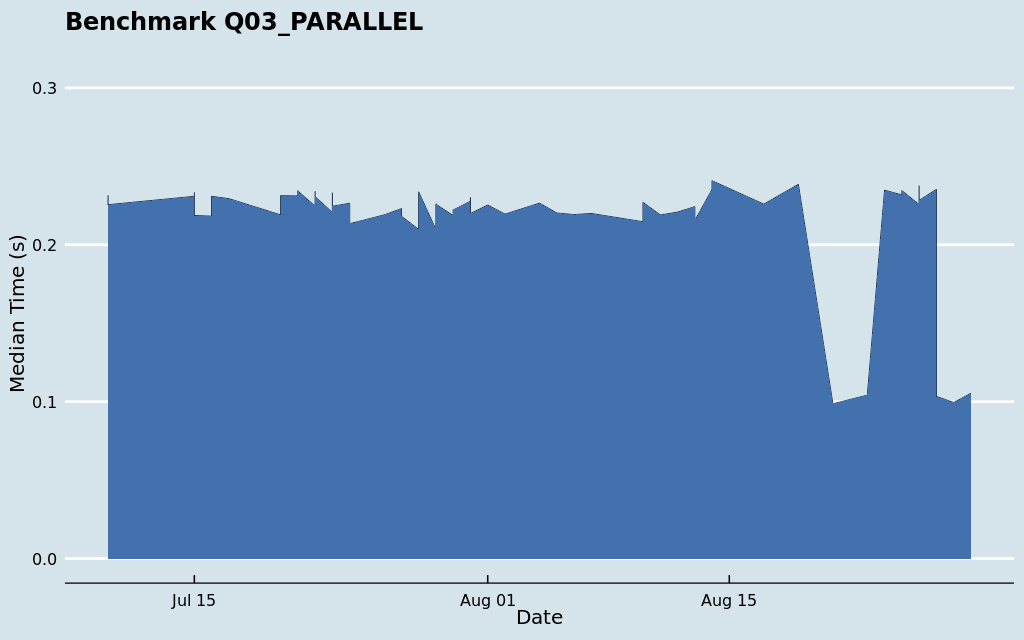 Benchmark Q03_PARALLEL
Median Time (s)
0.3
0.2
0.1
0.0
Jul 15
Aug 01
Aug 15
Date